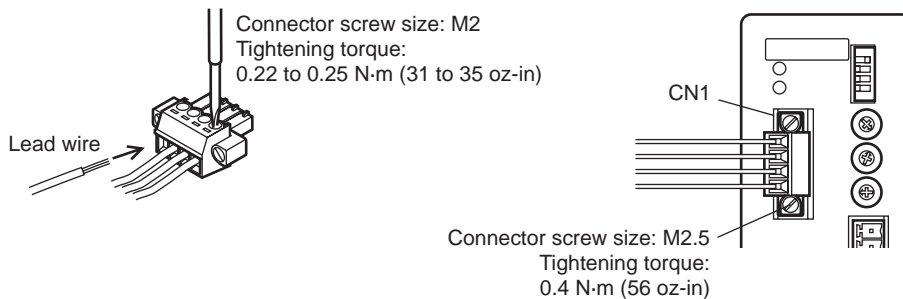 Connector screw size: M2
Tightening torque:
0.22 to 0.25 N·m (31 to 35 oz-in)
Lead wire
CN1
Connector screw size: M2.5
Tightening torque:
0.4 N·m (56 oz-in)